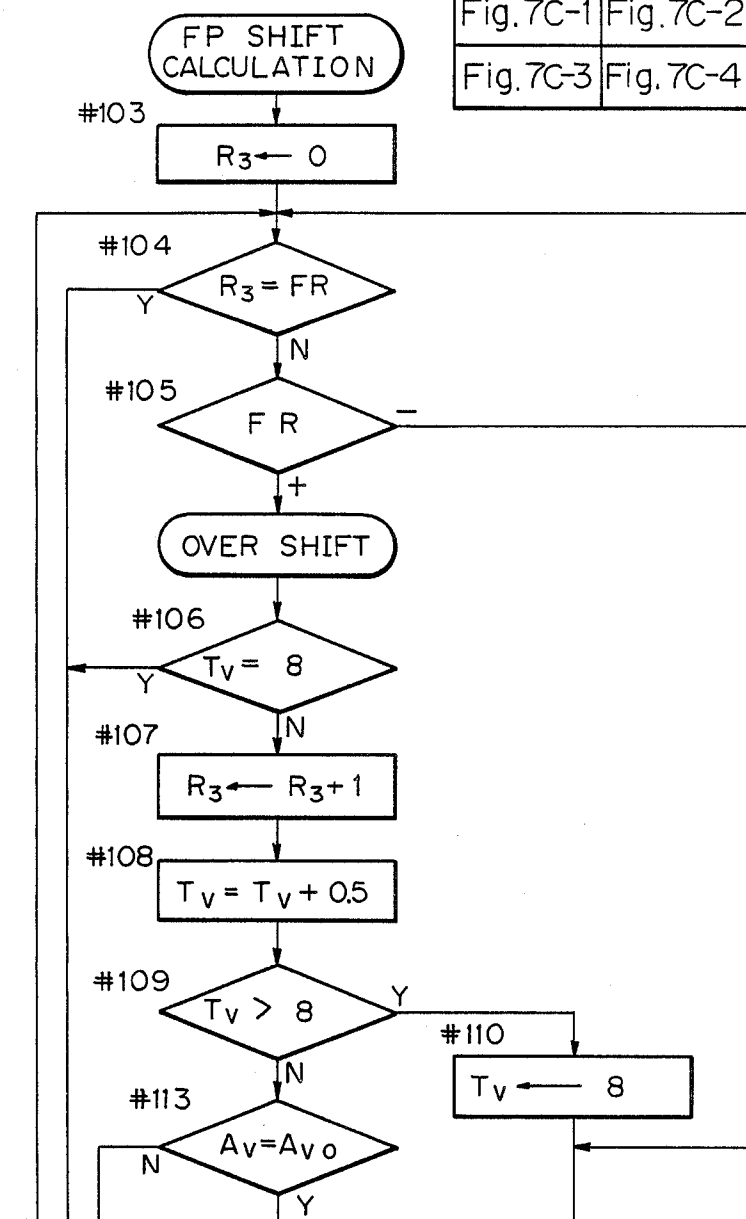 Fig. 7C-1 Fig. 7C-2
Fig. 7C-3 Fig. 7C-4
FP SHIFT
CALCULATION
#103
R3 ← 0
#104
R3 = FR
Y
N
#105
F R
−
+
OVER SHIFT
#106
Tv = 8
Y
N
#107
R3 ← R3 + 1
#108
Tv = Tv + 0.5
#109
Tv > 8
Y
N
#110
Tv ← 8
#113
Av = Avo
N
Y